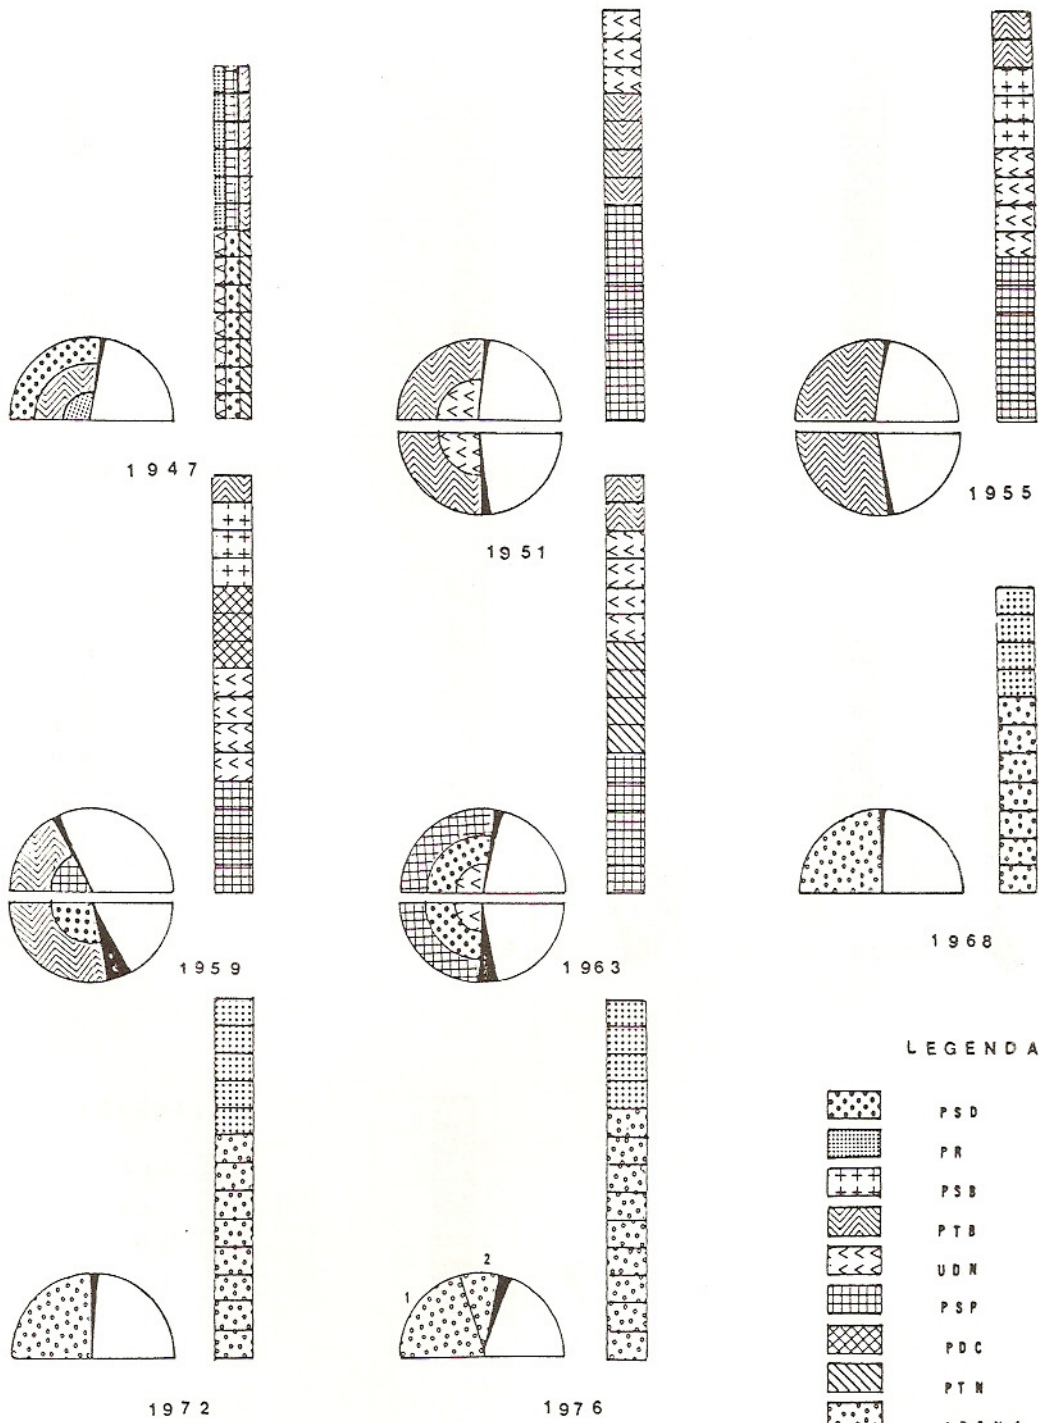 1947
1951
1955
1959
1963
1968
1 2
1972
1976
LEGENDA
PSD
PR
PSB
PTB
UDN
PSP
PDC
PTN